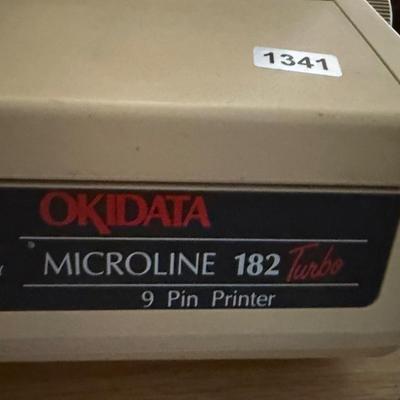 1341
OKIDATA
MICROLINE 182 Turbo
9 Pin Printer